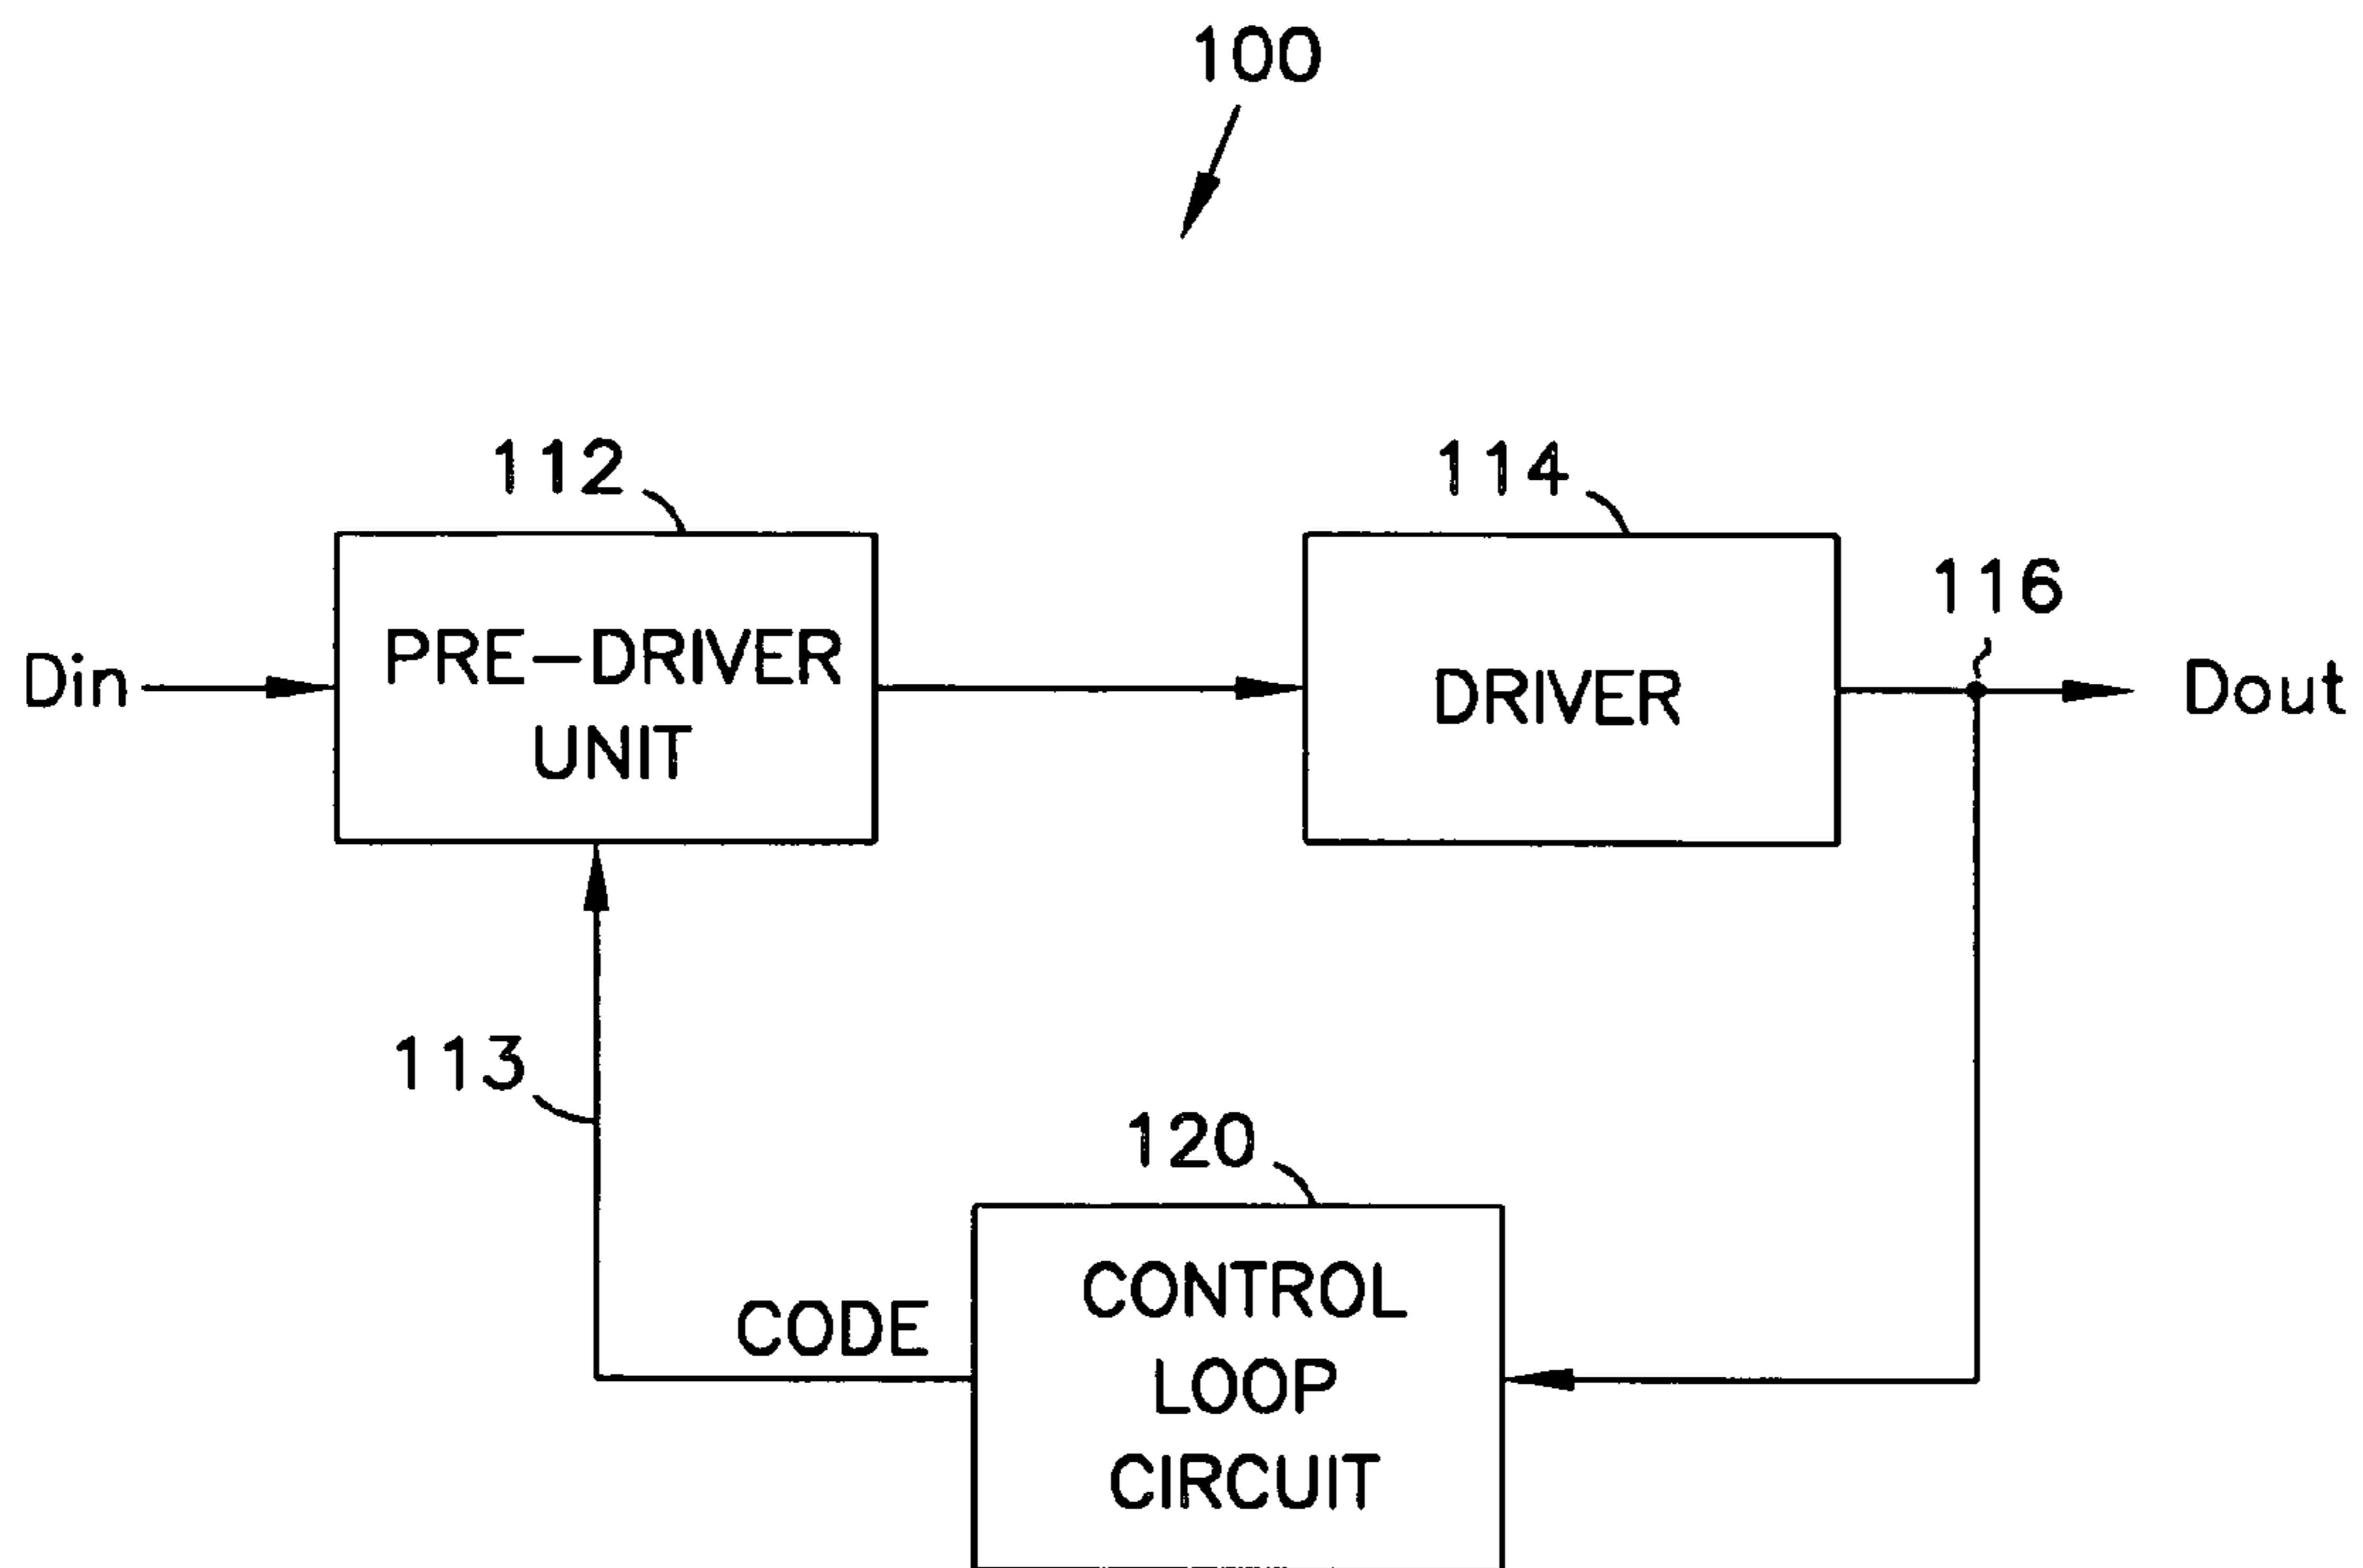 100
112
114
116
Din
PRE-DRIVER
UNIT
DRIVER
Dout
113
120
CODE
CONTROL
LOOP
CIRCUIT